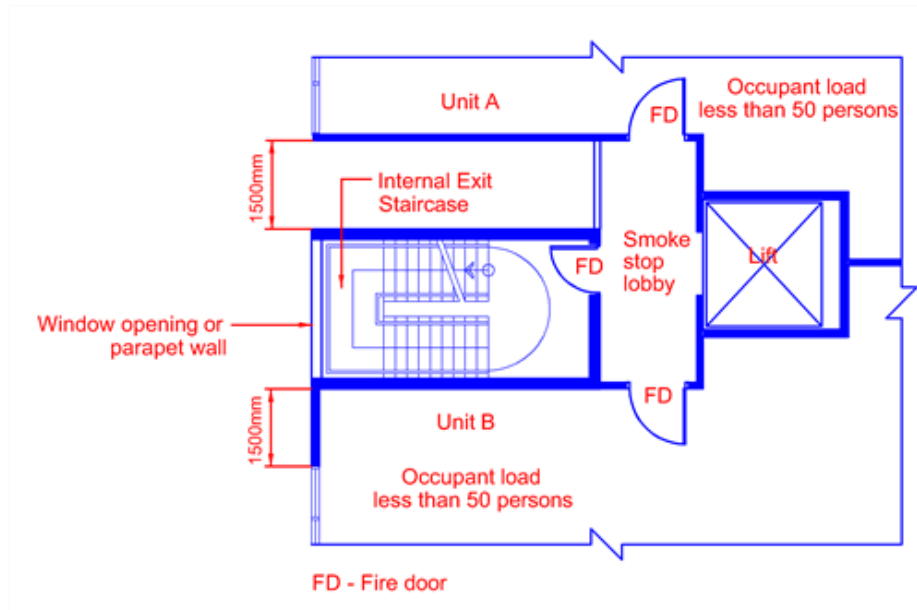 Unit A
Occupant load
less than 50 persons
FD
1500mm
Internal Exit
Staircase
Smoke
stop
lobby
Lift
FD
Window opening or
parapet wall
FD
1500mm
Unit B
Occupant load
less than 50 persons
FD - Fire door